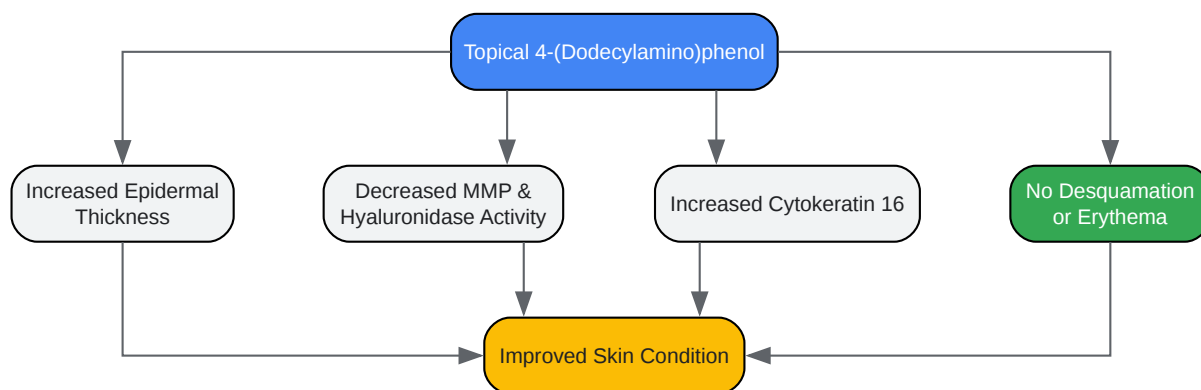 Topical 4-(Dodecylamino)phenol
Increased Epidermal
Thickness
Decreased MMP &
Hyaluronidase Activity
Increased Cytokeratin 16
No Desquamation
or Erythema
Improved Skin Condition